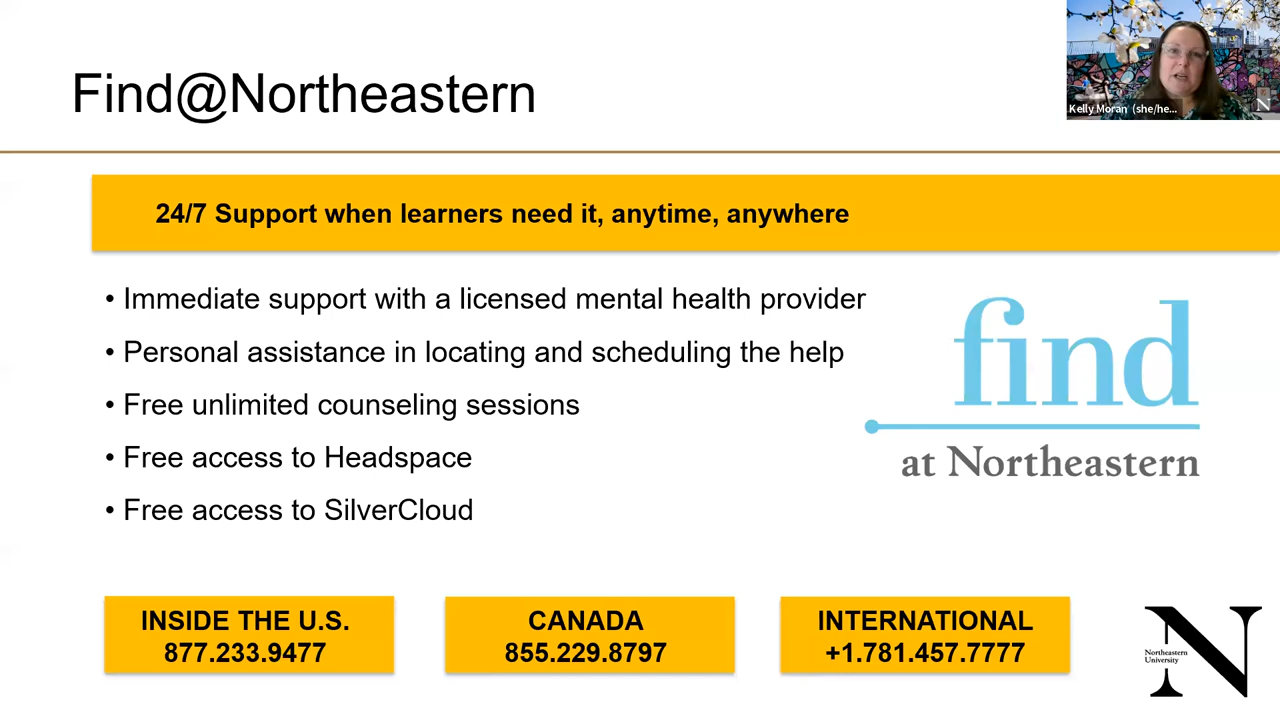 Find@Northeastern
Kelly Moran (she/he...
N
24/7 Support when learners need it, anytime, anywhere
• Immediate support with a licensed mental health provider
• Personal assistance in locating and scheduling the help
• Free unlimited counseling sessions
• Free access to Headspace
• Free access to SilverCloud
find
at Northeastern
INSIDE THE U.S.
877.233.9477
CANADA
855.229.8797
INTERNATIONAL
+1.781.457.7777
N
Northeastern
University